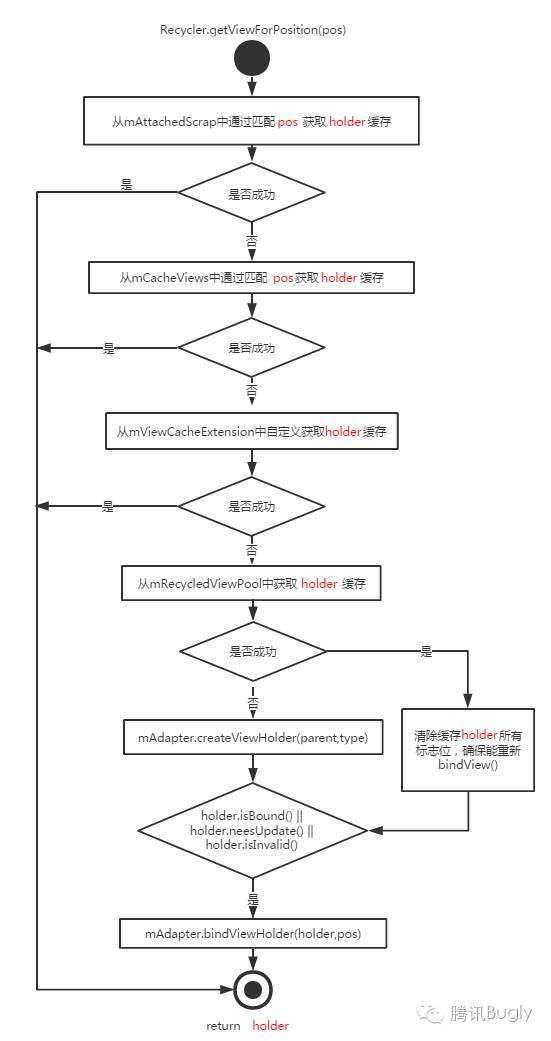 Recycler.getViewForPosition(pos)
从mAttachedScrap中通过匹配 pos 获取 holder 缓存
是否成功
是
否
从mCacheViews中通过匹配 pos获取 holder 缓存
是否成功
是
否
从mViewCacheExtension中自定义获取holder缓存
是否成功
是
否
从mRecycledViewPool中获取 holder 缓存
是否成功
是
否
mAdapter.createViewHolder(parent,type)
清除缓存holder所有
标志位，确保能重新
bindView()
holder.isBound() ||
holder.neesUpdate() ||
holder.isInvalid()
是
mAdapter.bindViewHolder(holder,pos)
return holder
腾讯Bugly